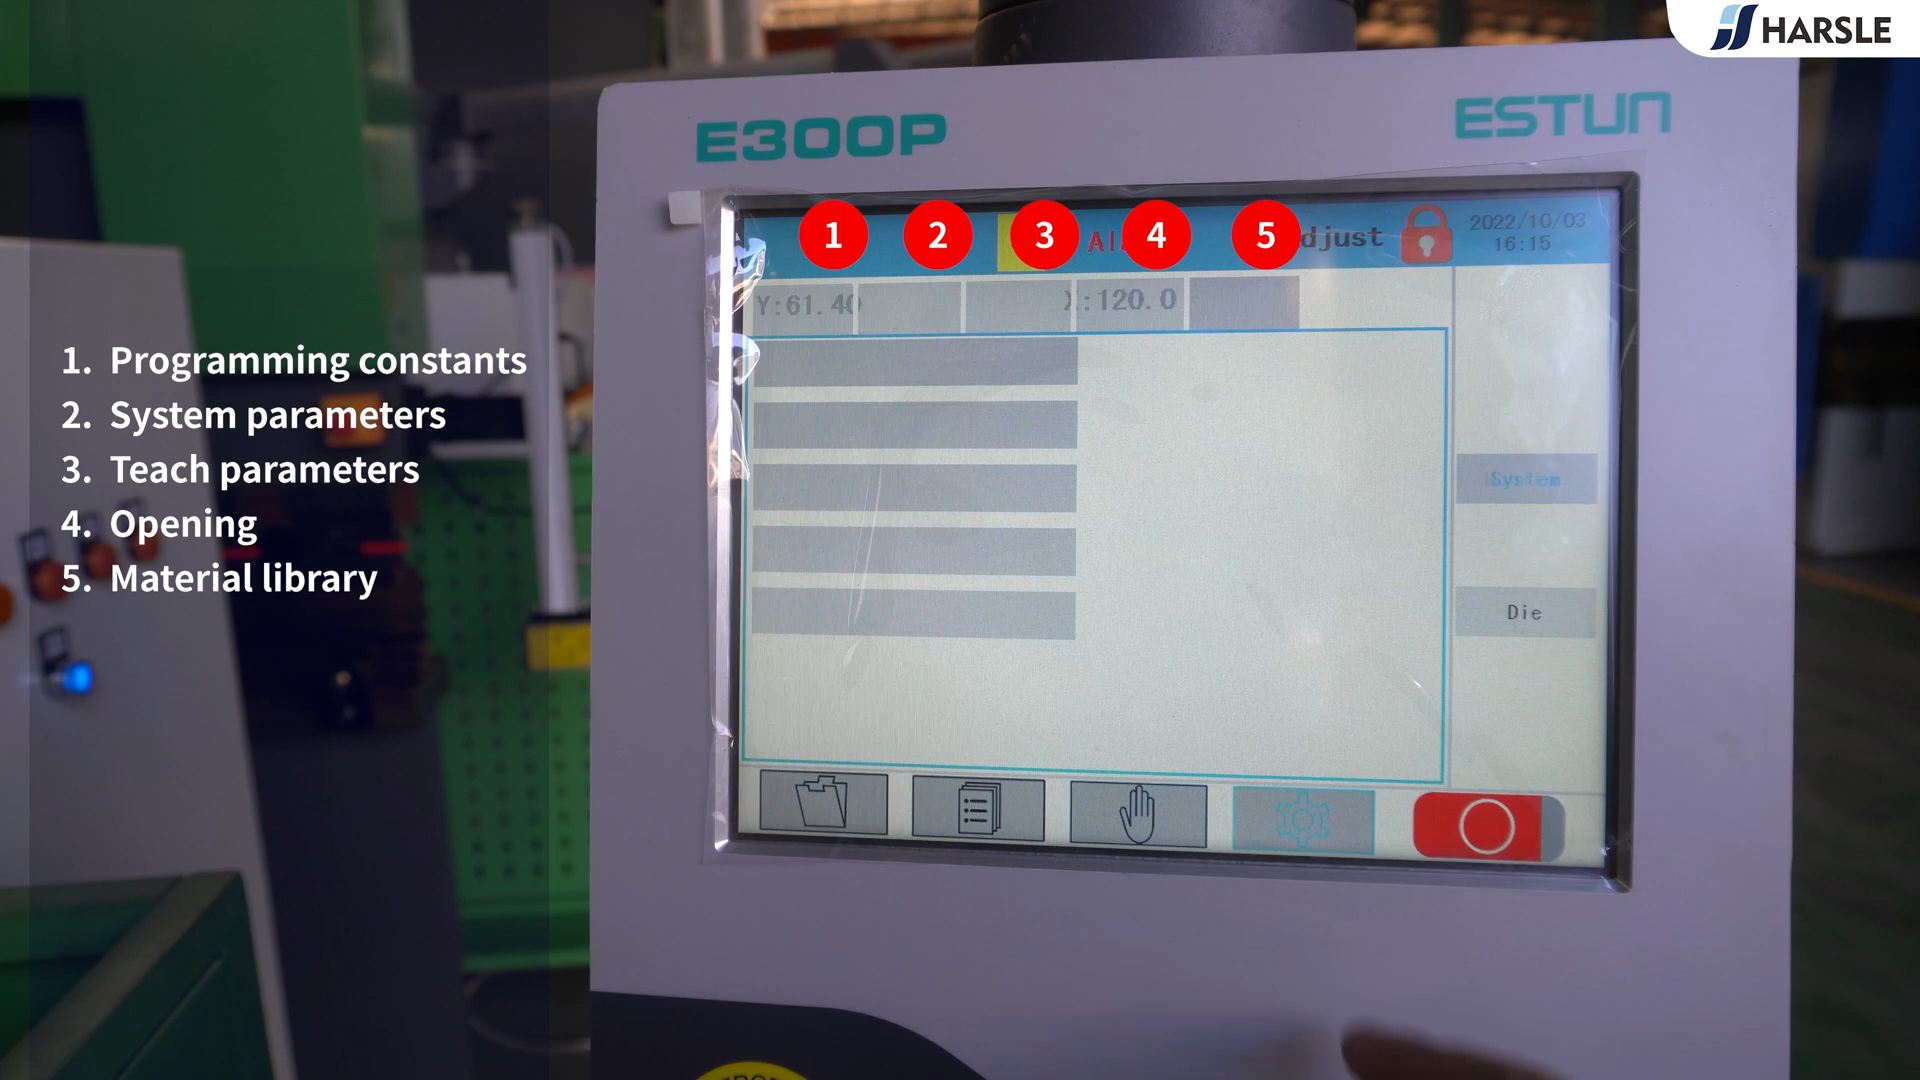 HARSLE
E300P
ESTUN
1 2 3 4 5
djust
2022/10/03
16:15
Y:61.40
:120.0
1. Programming constants
2. System parameters
3. Teach parameters
4. Opening
5. Material library
System
Die